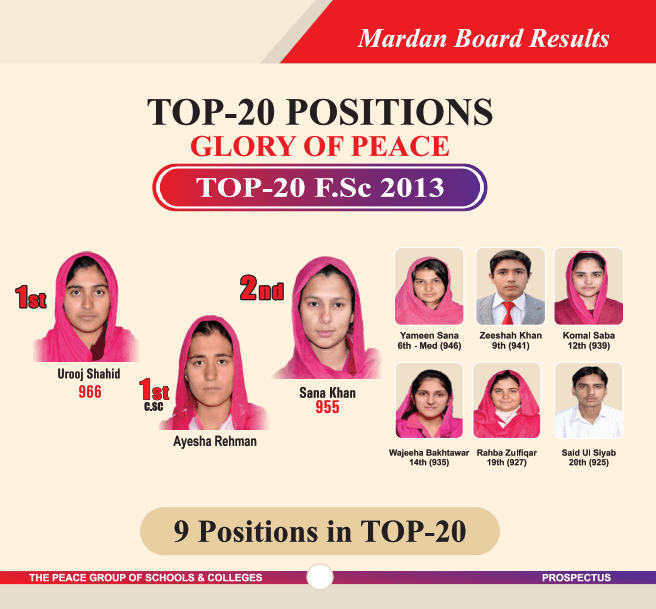 Mardan Board Results
TOP-20 POSITIONS
GLORY OF PEACE
TOP-20 F.Sc 2013
1st
Urooj Shahid
966
1st
C.SC
Ayesha Rehman
2nd
Sana Khan
955
Yameen Sana
6th - Med (946)
Zeeshah Khan
9th (941)
Komal Saba
12th (939)
Wajeeha Bakhtawar
14th (935)
Rahba Zulfiqar
19th (927)
Said Ul Siyab
20th (925)
9 Positions in TOP-20
THE PEACE GROUP OF SCHOOLS & COLLEGES
PROSPECTUS